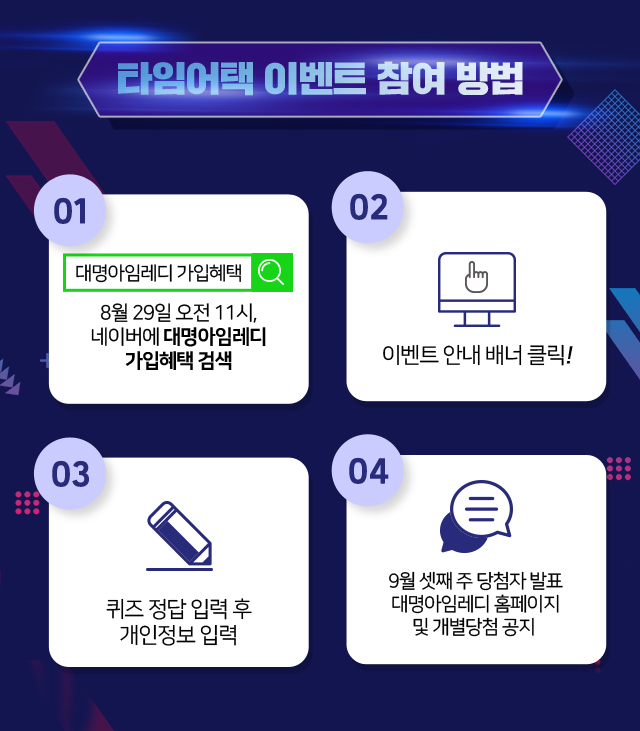 타임어택 이벤트 참여 방법
01
대명아임레디 가입혜택
8월 29일 오전 11시,
네이버에 대명아임레디
가입혜택 검색
02
이벤트 안내 배너 클릭!
03
퀴즈 정답 입력 후
개인정보 입력
04
9월 셋째 주 당첨자 발표
대명아임레디 홈페이지
및 개별당첨 공지